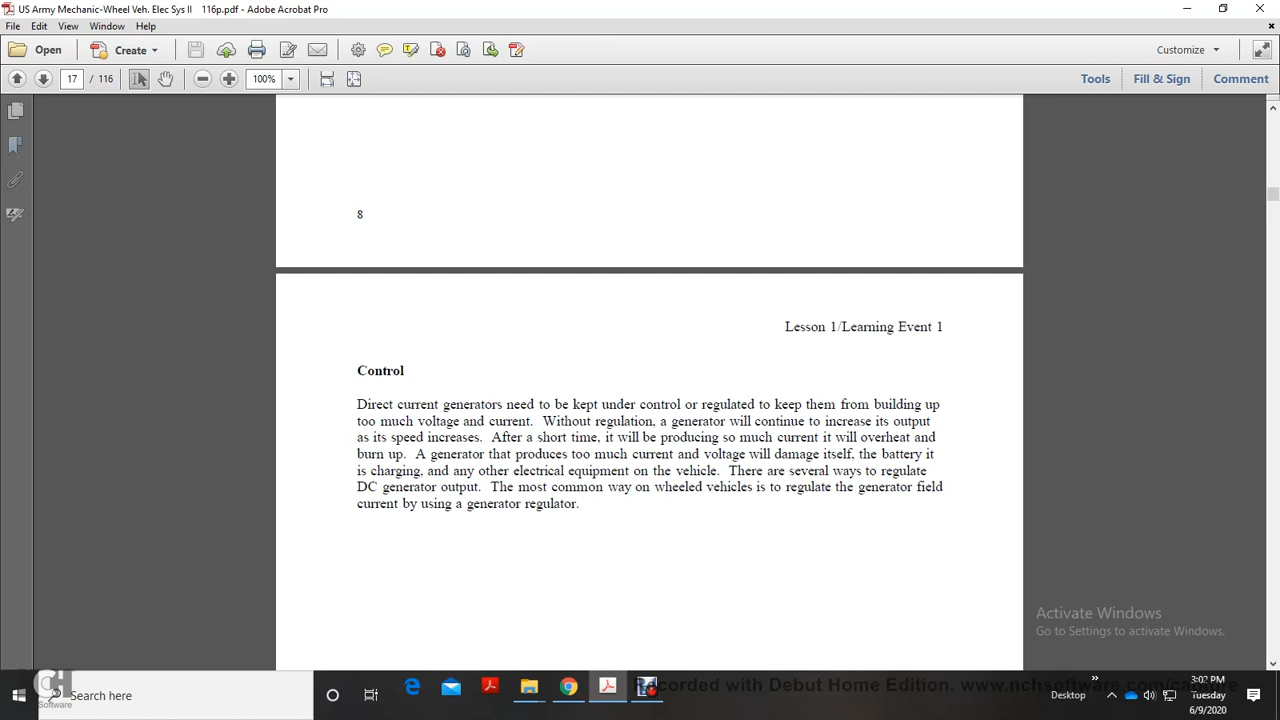 US Army Mechanic-Wheel Veh. Elec Sys II 116p.pdf - Adobe Acrobat Pro
File Edit View Window Help
Open Create Customize
17 / 116 100% Tools Fill & Sign Comment
8
Lesson 1/Learning Event 1
Control
Direct current generators need to be kept under control or regulated to keep them from building up
too much voltage and current. Without regulation, a generator will continue to increase its output
as its speed increases. After a short time, it will be producing so much current it will overheat and
burn up. A generator that produces too much current and voltage will damage itself, the battery it
is charging, and any other electrical equipment on the vehicle. There are several ways to regulate
DC generator output. The most common way on wheeled vehicles is to regulate the generator field
current by using a generator regulator.
Activate Windows
Go to Settings to activate Windows.
Recorded with Debut Home Edition. www.nchsoftware.com/capture
Software
Search here
Desktop
3:02 PM
Tuesday
6/9/2020